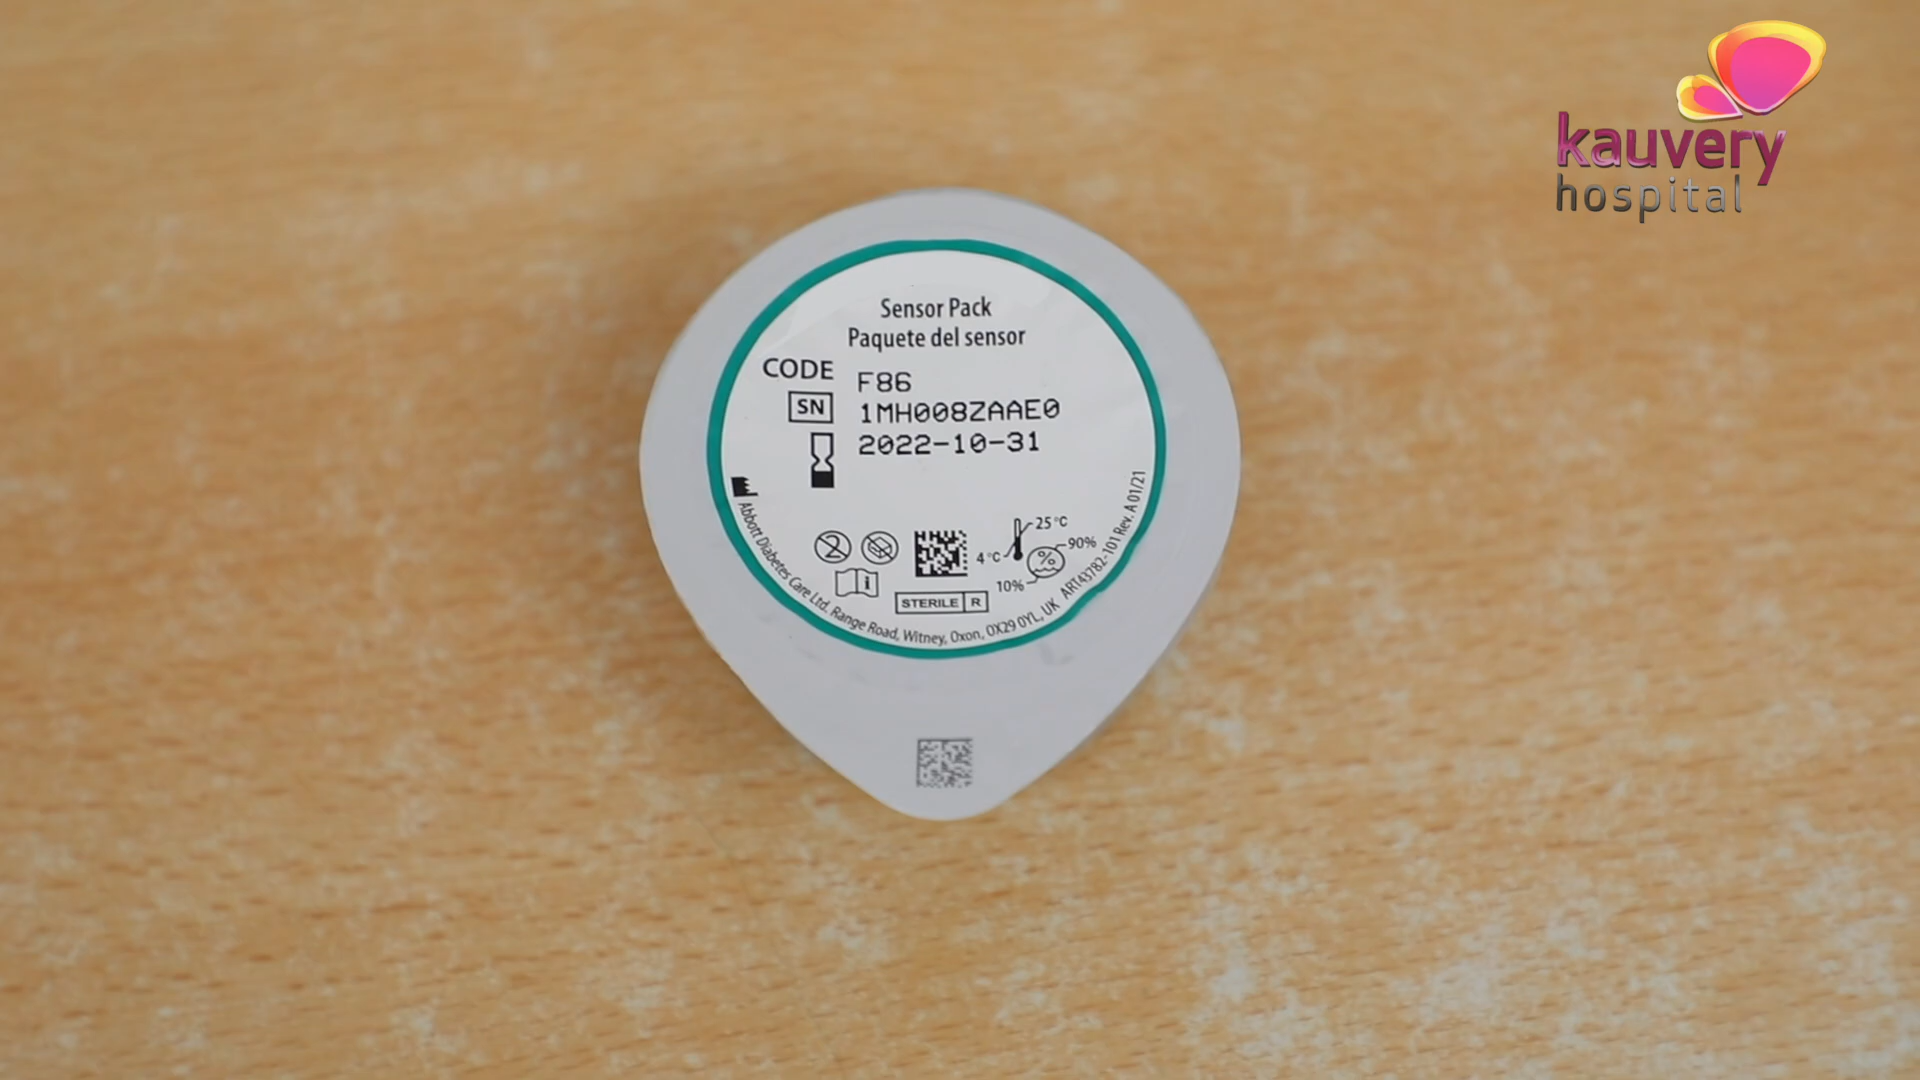 kauvery
hospital
Sensor Pack
Paquete del sensor
CODE F86
SN 1MH008ZAAE0
2022-10-31
25 °C
4 °C
90%
10%
STERILE R
Abbott Diabetes Care Ltd. Range Road, Witney, Oxon, OX29 0YL, UK ART43782-101 Rev. A 01/21